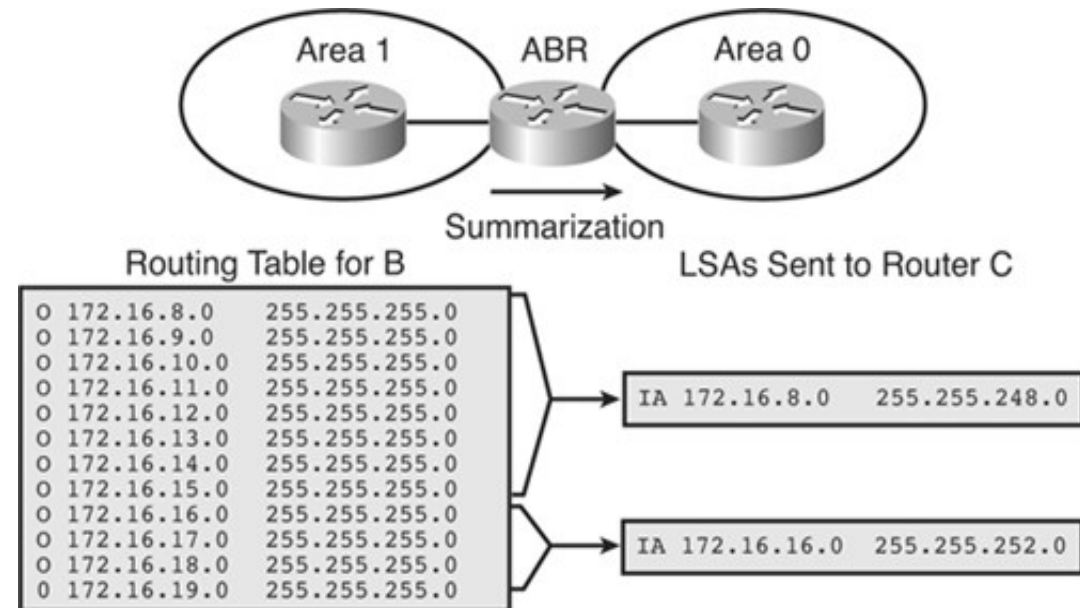 Area 1
ABR
Area 0
Summarization
Routing Table for B
LSAs Sent to Router C
O 172.16.8.0 255.255.255.0
O 172.16.9.0 255.255.255.0
O 172.16.10.0 255.255.255.0
O 172.16.11.0 255.255.255.0
O 172.16.12.0 255.255.255.0
O 172.16.13.0 255.255.255.0
O 172.16.14.0 255.255.255.0
O 172.16.15.0 255.255.255.0
O 172.16.16.0 255.255.255.0
O 172.16.17.0 255.255.255.0
O 172.16.18.0 255.255.255.0
0 172.16.19.0 255.255.255.0
IA 172.16.8.0 255.255.248.0
IA 172.16.16.0 255.255.252.0